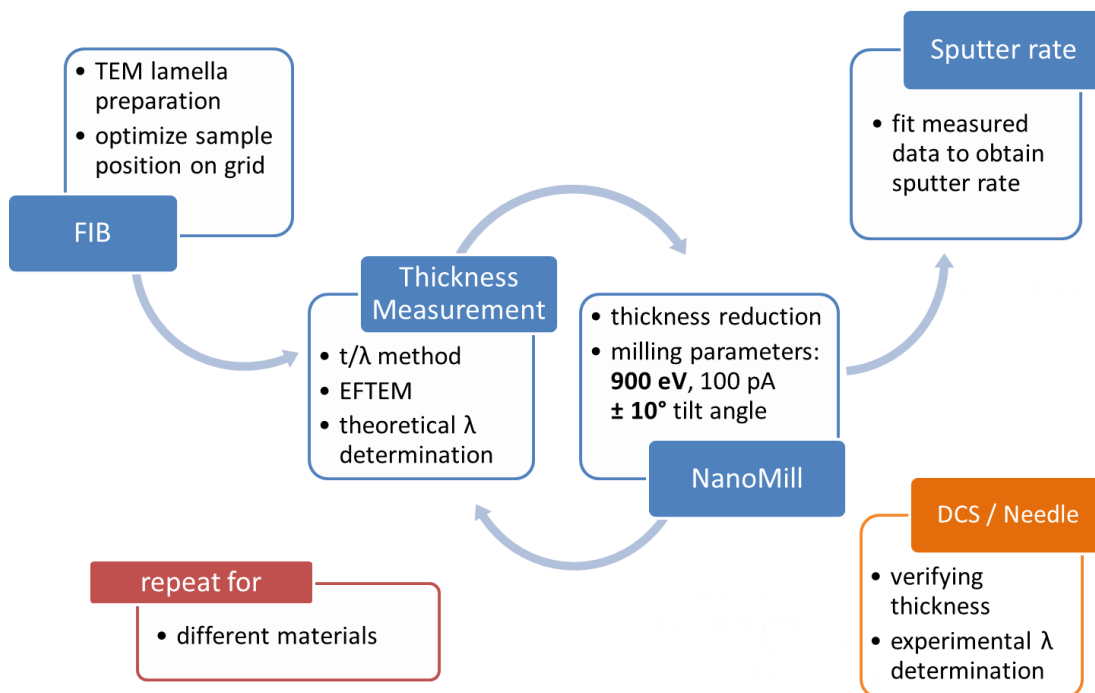 • TEM lamella
preparation
• optimize sample
position on grid
FIB
Thickness
Measurement
• t/λ method
• EFTEM
• theoretical λ
determination
• thickness reduction
• milling parameters:
900 eV, 100 pA
± 10° tilt angle
NanoMill
Sputter rate
• fit measured
data to obtain
sputter rate
repeat for
• different materials
DCS / Needle
• verifying
thickness
• experimental λ
determination